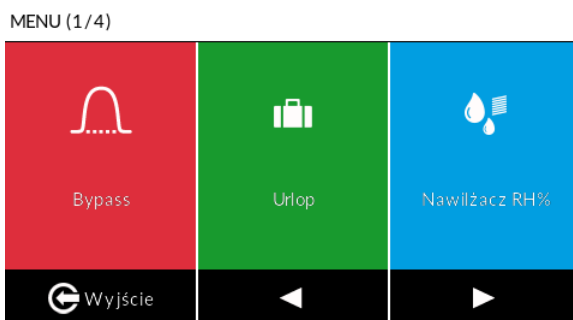 MENU (1/4)
Bypass
Urlop
Nawilżacz RH%
Wyjście